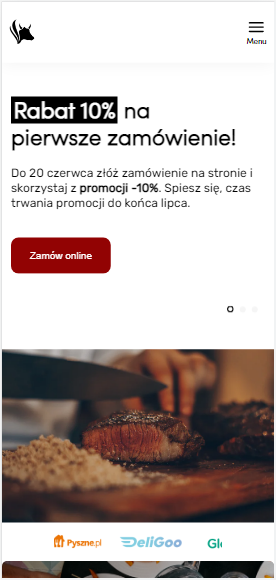 Menu
Rabat 10% na
pierwsze zamówienie!
Do 20 czerwca złóż zamówienie na stronie i
skorzystaj z promocji -10%. Spiesz się, czas
trwania promocji do końca lipca.
Zamów online
Pyszne.pl DeliGoo Gl